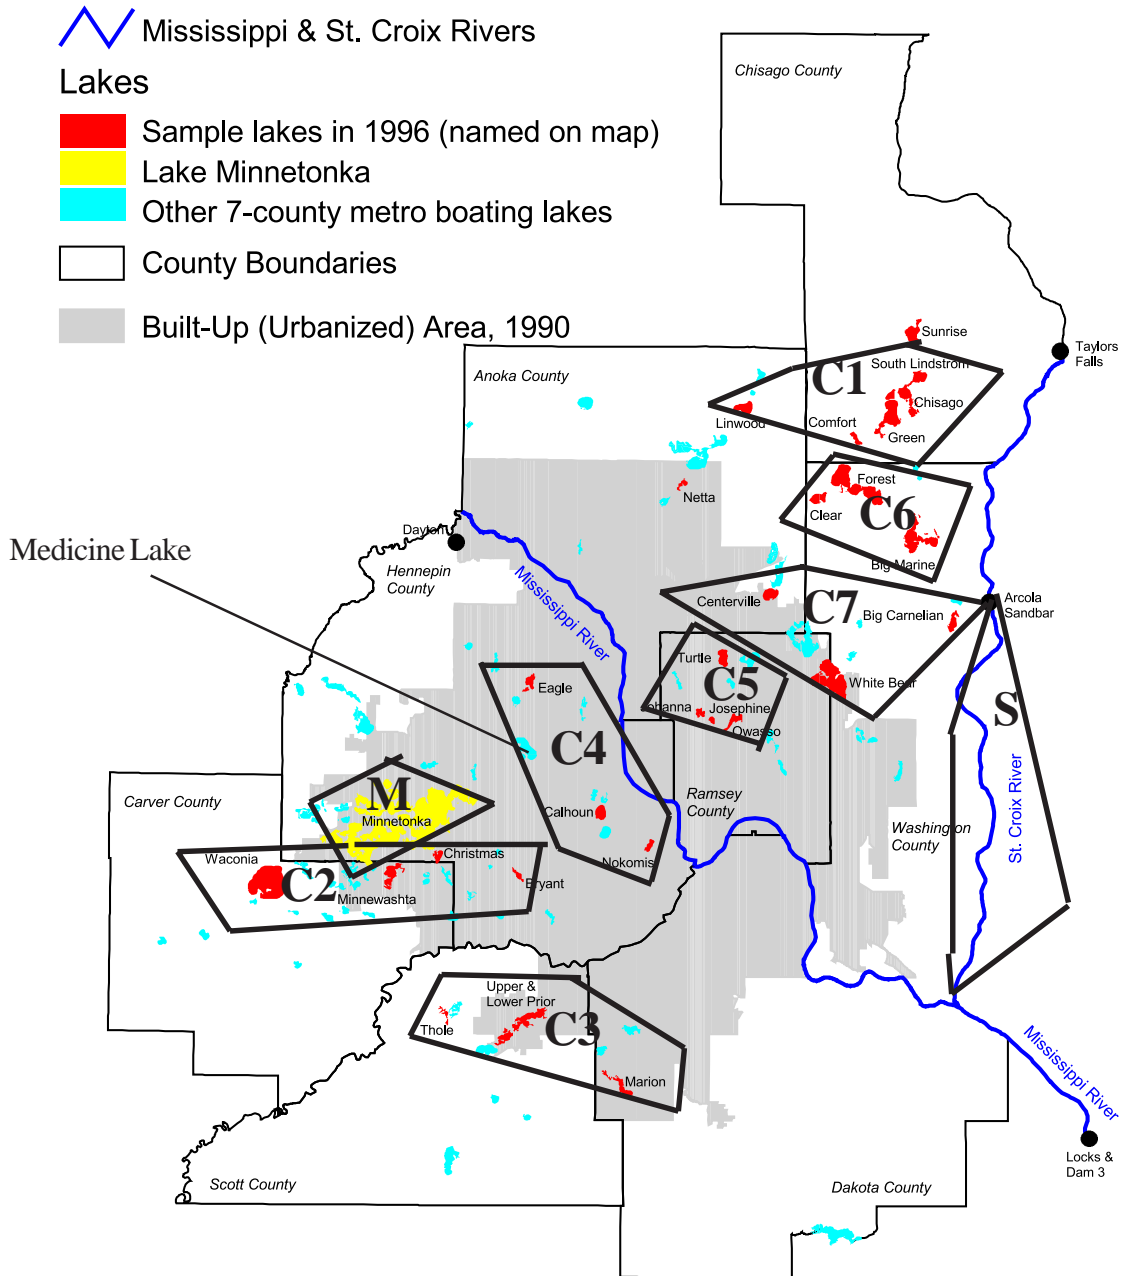 Mississippi & St. Croix Rivers
Lakes
Sample lakes in 1996 (named on map)
Lake Minnetonka
Other 7-county metro boating lakes
County Boundaries
Built-Up (Urbanized) Area, 1990
Chisago County
Sunrise
Taylors
Falls
South Lindstrom
C1
Anoka County
Chisago
Linwood
Comfort
Green
Forest
Netta
Clear
C6
Dayton
Medicine Lake
Big Marine
Hennepin
County
Mississippi River
Centerville
C7
Big Carnelian
Arcola
Sandbar
Turtle
C5
White Bear
Eagle
Johanna
Josephine
Owasso
S
C4
M
Carver County
Minnetonka
Calhoun
Ramsey
County
Washington
County
St. Croix River
Waconia
Christmas
Nokomis
C2
Minnewashta
Bryant
Upper &
Lower Prior
Thole
C3
Marion
Mississippi River
Locks &
Dam 3
Scott County
Dakota County